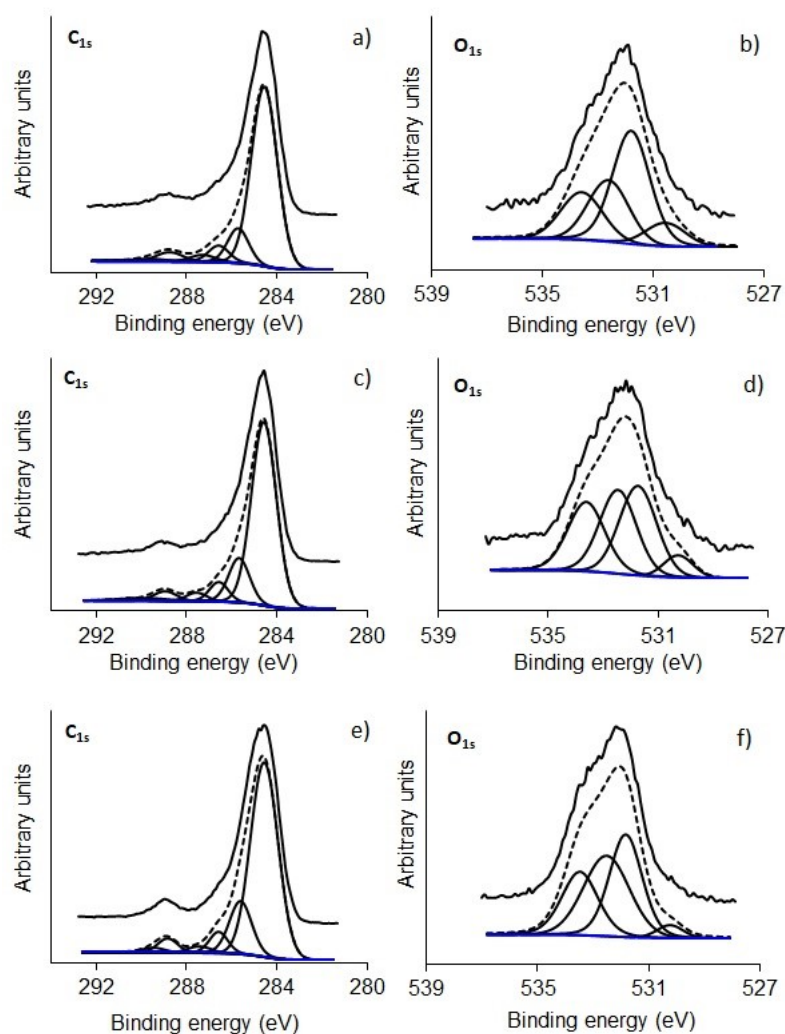 C1s
a)
Arbitrary units
292 288 284 280
Binding energy (eV)
O1s
b)
Arbitrary units
539 535 531 527
Binding energy (eV)
C1s
c)
Arbitrary units
292 288 284 280
Binding energy (eV)
O1s
d)
Arbitrary units
539 535 531 527
Binding energy (eV)
C1s
e)
Arbitrary units
292 288 284 280
Binding energy (eV)
O1s
f)
Arbitrary units
539 535 531 527
Binding energy (eV)